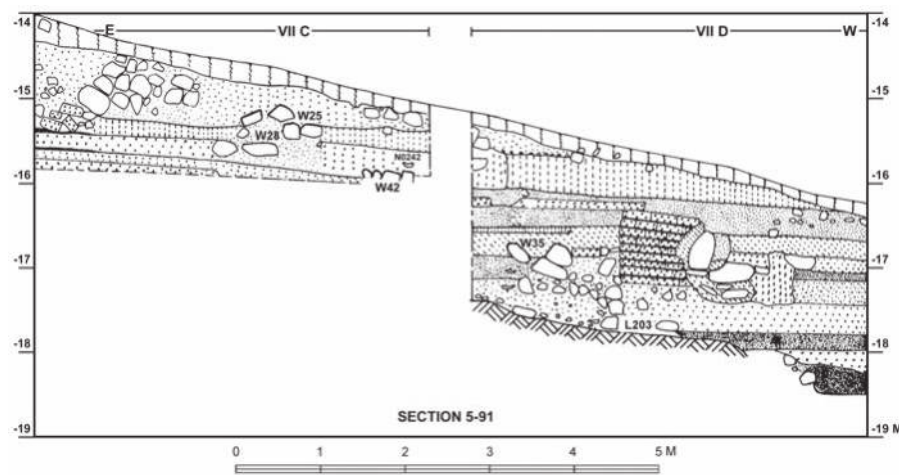 -14 E VII C VII D W -14
-15 -15
W25
W28
N0242
W42
-16 -16
W35
-17 -17
L203
-18 -18
SECTION 5-91
-19 -19 M
0 1 2 3 4 5 M